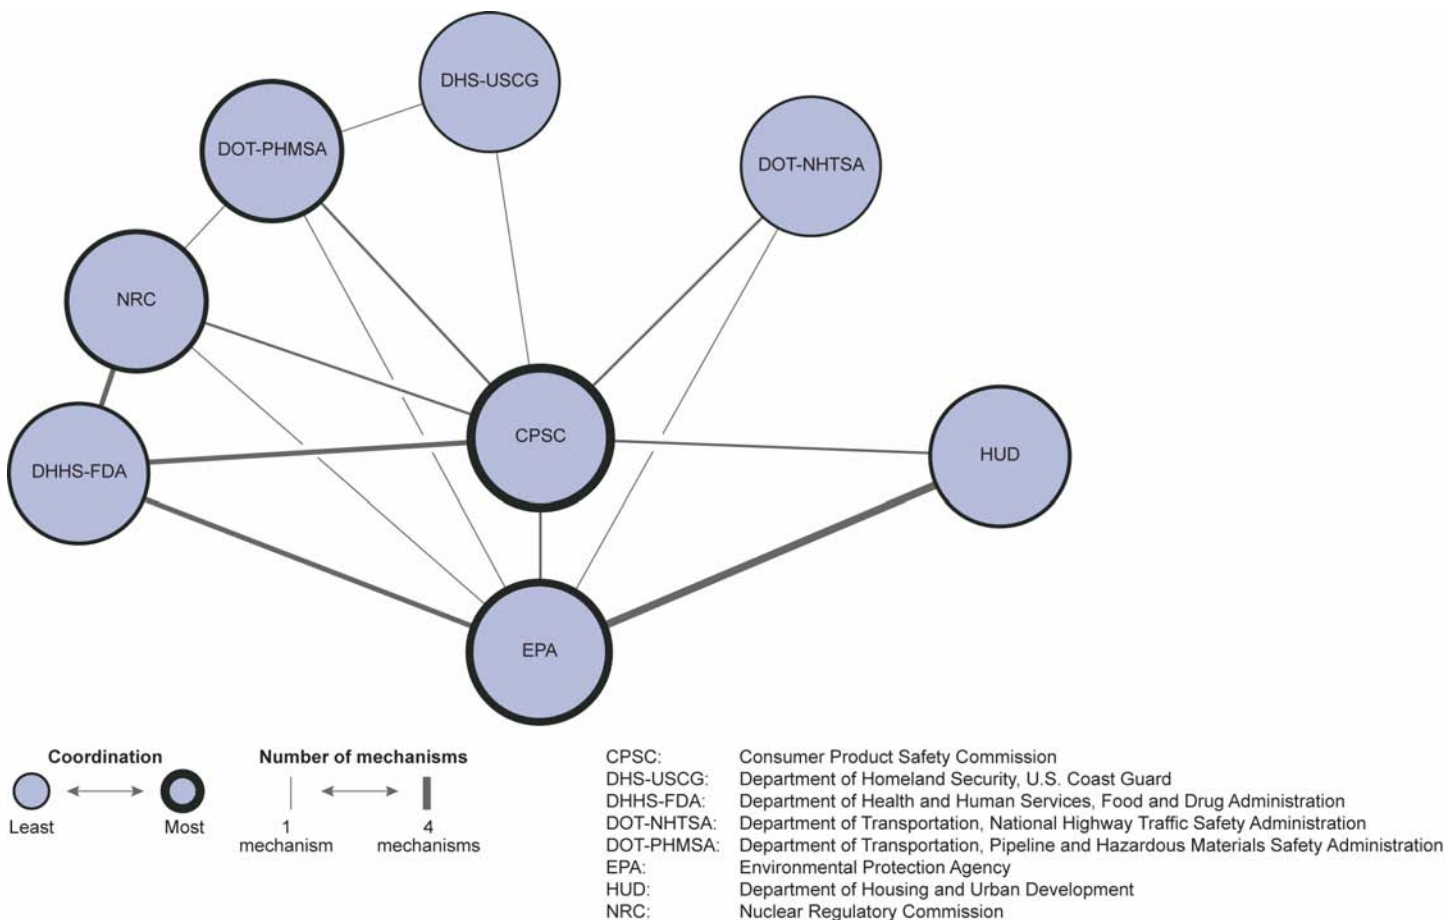 DHS-USCG
DOT-PHMSA
DOT-NHTSA
NRC
CPSC
HUD
DHHS-FDA
EPA
Coordination
Least
Most
Number of mechanisms
1
mechanism
4
mechanisms
CPSC: Consumer Product Safety Commission
DHS-USCG: Department of Homeland Security, U.S. Coast Guard
DHHS-FDA: Department of Health and Human Services, Food and Drug Administration
DOT-NHTSA: Department of Transportation, National Highway Traffic Safety Administration
DOT-PHMSA: Department of Transportation, Pipeline and Hazardous Materials Safety Administration
EPA: Environmental Protection Agency
HUD: Department of Housing and Urban Development
NRC: Nuclear Regulatory Commission